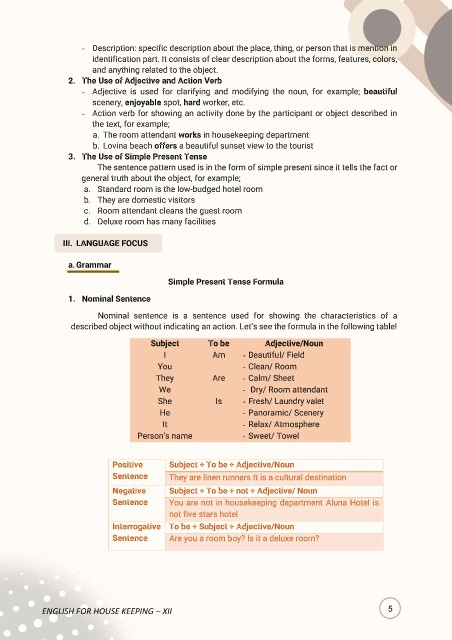 - Description: specific description about the place, thing, or person that is mention in
identification part. It consists of clear description about the forms, features, colors,
and anything related to the object.
2. The Use of Adjective and Action Verb
- Adjective is used for clarifying and modifying the noun, for example; beautiful
scenery, enjoyable spot, hard worker, etc.
- Action verb for showing an activity done by the participant or object described in
the text, for example;
a. The room attendant works in housekeeping department
b. Lovina beach offers a beautiful sunset view to the tourist
3. The Use of Simple Present Tense
The sentence pattern used is in the form of simple present since it tells the fact or
general truth about the object, for example;
a. Standard room is the low-budged hotel room
b. They are domestic visitors
c. Room attendant cleans the guest room
d. Deluxe room has many facilities
III. LANGUAGE FOCUS
a. Grammar
Simple Present Tense Formula
1. Nominal Sentence
Nominal sentence is a sentence used for showing the characteristics of a
described object without indicating an action. Let's see the formula in the following table!
Subject To be Adjective/Noun
I Am - Beautiful/ Field
You - Clean/ Room
They Are - Calm/ Sheet
We - Dry/ Room attendant
She Is - Fresh/ Laundry valet
He - Panoramic/ Scenery
It - Relax/ Atmosphere
Person's name - Sweet/ Towel
Positive Subject + To be + Adjective/Noun
Sentence They are linen runners It is a cultural destination
Negative Subject + To be + not + Adjective/ Noun
Sentence You are not in housekeeping department Aluna Hotel is
not five stars hotel
Interrogative To be + Subject + Adjective/Noun
Sentence Are you a room boy? Is it a deluxe room?
ENGLISH FOR HOUSE KEEPING – XII
5